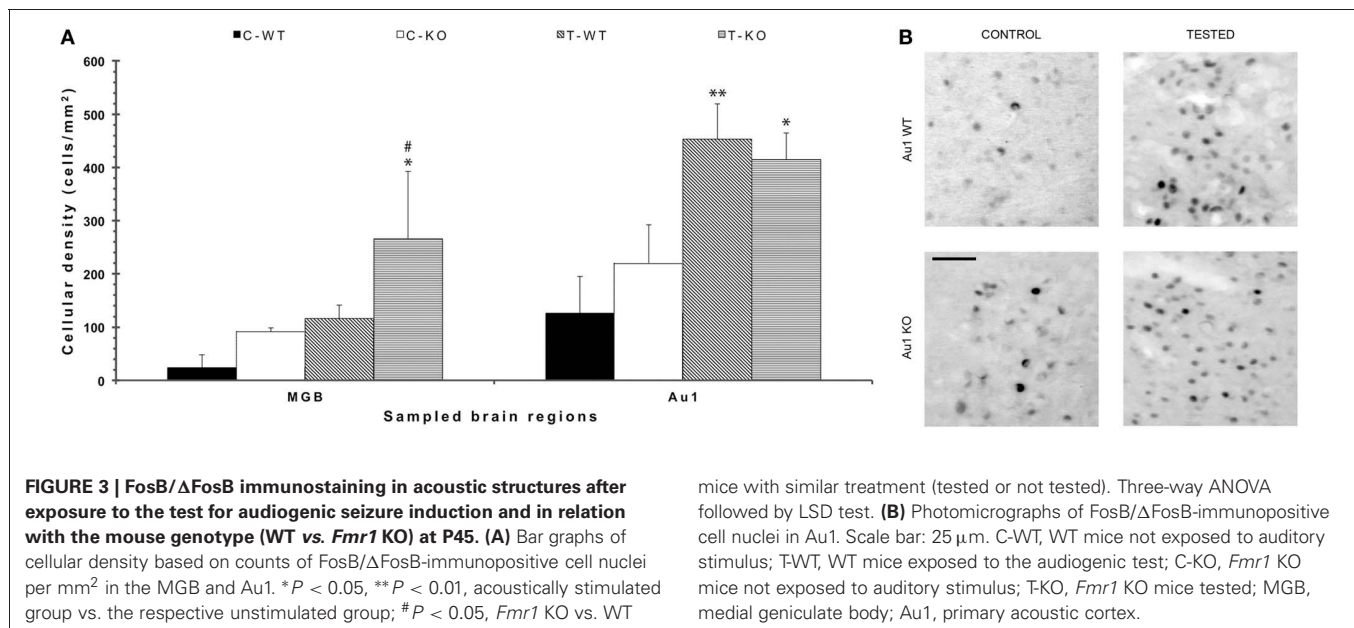 A
■C-WT □C-KO ▧T-WT ▤T-KO
Cellular density (cells/mm²)
600
500
400
300
200
100
0
#
*
**
*
MGB Au1
Sampled brain regions
B
CONTROL TESTED
Au1 WT
Au1 KO
FIGURE 3 | FosB/ΔFosB immunostaining in acoustic structures after
exposure to the test for audiogenic seizure induction and in relation
with the mouse genotype (WT vs. Fmr1 KO) at P45. (A) Bar graphs of
cellular density based on counts of FosB/ΔFosB-immunopositive cell nuclei
per mm² in the MGB and Au1. *P < 0.05, **P < 0.01, acoustically stimulated
group vs. the respective unstimulated group; #P < 0.05, Fmr1 KO vs. WT
mice with similar treatment (tested or not tested). Three-way ANOVA
followed by LSD test. (B) Photomicrographs of FosB/ΔFosB-immunopositive
cell nuclei in Au1. Scale bar: 25 μm. C-WT, WT mice not exposed to auditory
stimulus; T-WT, WT mice exposed to the audiogenic test; C-KO, Fmr1 KO
mice not exposed to auditory stimulus; T-KO, Fmr1 KO mice tested; MGB,
medial geniculate body; Au1, primary acoustic cortex.